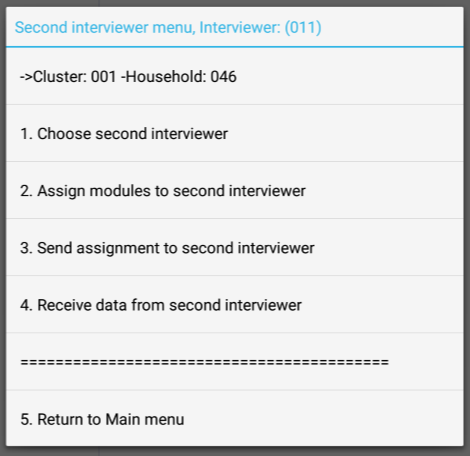 Second interviewer menu, Interviewer: (011)
->Cluster: 001 -Household: 046
1. Choose second interviewer
2. Assign modules to second interviewer
3. Send assignment to second interviewer
4. Receive data from second interviewer
==========================================
5. Return to Main menu